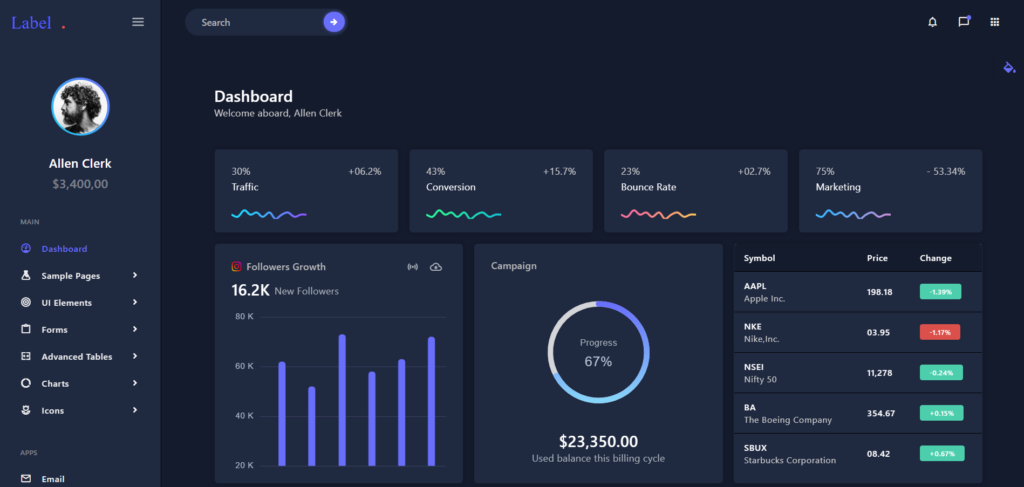 Label .
Search
Allen Clerk
$3,400,00
MAIN
Dashboard
Sample Pages
UI Elements
Forms
Advanced Tables
Charts
Icons
APPS
Email
Dashboard
Welcome aboard, Allen Clerk
30% +06.2%
Traffic
43% +15.7%
Conversion
23% +02.7%
Bounce Rate
75% - 53.34%
Marketing
Followers Growth
16.2K New Followers
80 K
60 K
40 K
20 K
Campaign
Progress
67%
$23,350.00
Used balance this billing cycle
Symbol Price Change
AAPL
Apple Inc. 198.18 -1.39%
NKE
Nike,Inc. 03.95 -1.17%
NSEI
Nifty 50 11,278 -0.24%
BA
The Boeing Company 354.67 +0.15%
SBUX
Starbucks Corporation 08.42 +0.67%